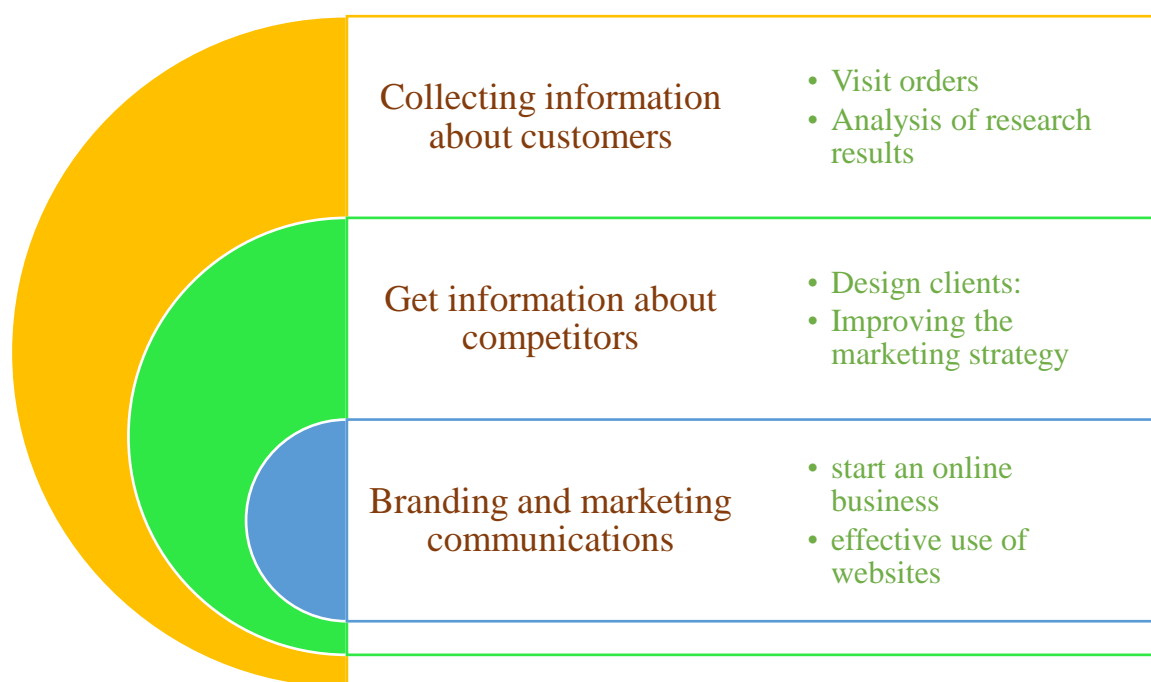 Collecting information
about customers
• Visit orders
• Analysis of research
results
Get information about
competitors
• Design clients:
• Improving the
marketing strategy
Branding and marketing
communications
• start an online
business
• effective use of
websites